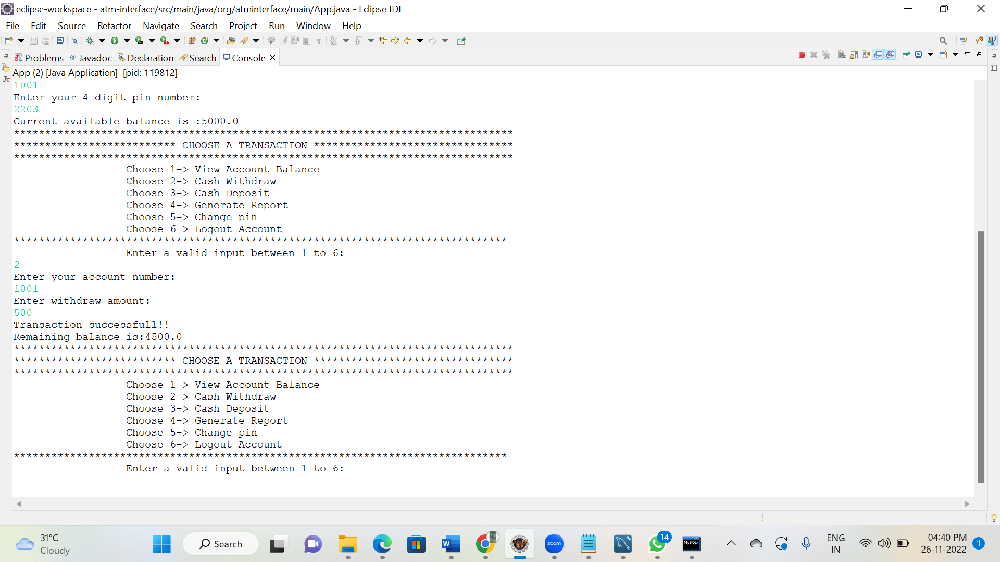 eclipse-workspace - atm-interface/src/main/java/org/atminterface/main/App.java - Eclipse IDE
File Edit Source Refactor Navigate Search Project Run Window Help
Problems @ Javadoc Declaration Search Console
App (2) [Java Application] [pid: 119812]
1001
Enter your 4 digit pin number:
2203
Current available balance is :5000.0
********************************************************************************
************************** CHOOSE A TRANSACTION ********************************
********************************************************************************
Choose 1-> View Account Balance
Choose 2-> Cash Withdraw
Choose 3-> Cash Deposit
Choose 4-> Generate Report
Choose 5-> Change pin
Choose 6-> Logout Account
*******************************************************************************
Enter a valid input between 1 to 6:
2
Enter your account number:
1001
Enter withdraw amount:
500
Transaction successfull!!
Remaining balance is:4500.0
********************************************************************************
************************** CHOOSE A TRANSACTION ********************************
********************************************************************************
Choose 1-> View Account Balance
Choose 2-> Cash Withdraw
Choose 3-> Cash Deposit
Choose 4-> Generate Report
Choose 5-> Change pin
Choose 6-> Logout Account
*******************************************************************************
Enter a valid input between 1 to 6:
31°C
Cloudy
Search
W
Java EE
IDE
zoom
14
MySQL
ENG
IN
04:40 PM
26-11-2022
1